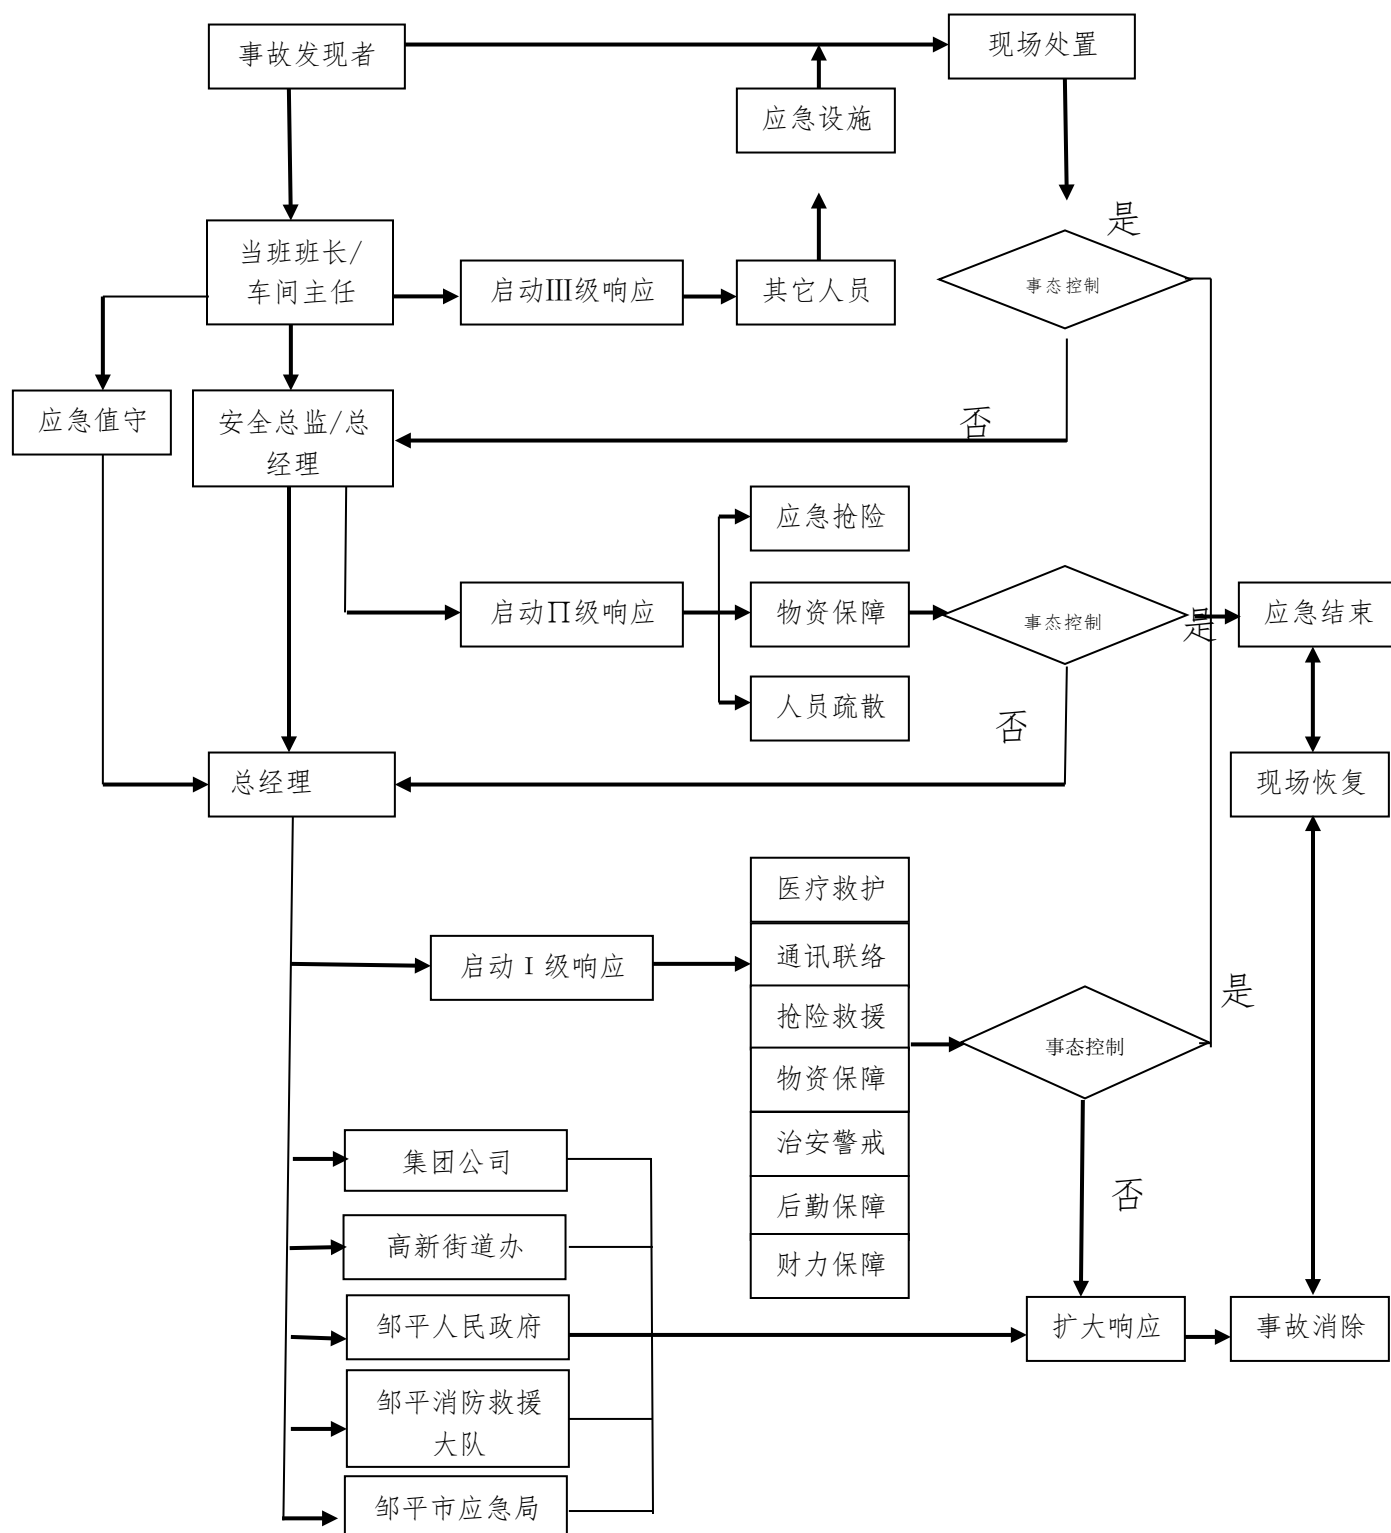 事故发现者
现场处置
应急设施
是
当班班长/
车间主任
启动III级响应
其它人员
事态控制
应急值守
安全总监/总
经理
否
应急抢险
启动Π级响应
物资保障
事态控制
是
应急结束
人员疏散
否
总经理
现场恢复
医疗救护
通讯联络
启动Ⅰ级响应
是
抢险救援
事态控制
物资保障
治安警戒
集团公司
否
后勤保障
高新街道办
财力保障
邹平人民政府
扩大响应
事故消除
邹平消防救援
大队
邹平市应急局